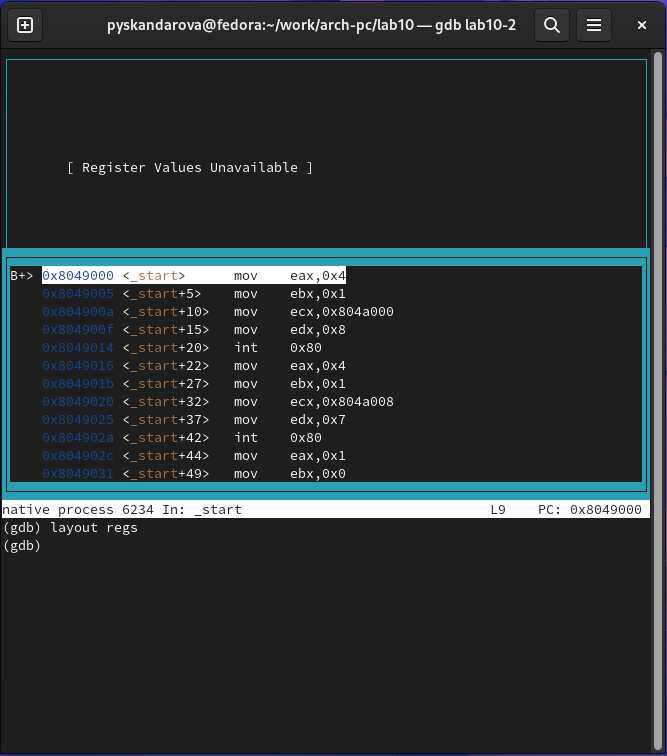 pyskandarova@fedora:~/work/arch-pc/lab10 — gdb lab10-2
[ Register Values Unavailable ]
B+> 0x8049000 <_start>      mov    eax,0x4
0x8049005 <_start+5>    mov    ebx,0x1
0x804900a <_start+10>   mov    ecx,0x804a000
0x804900f <_start+15>   mov    edx,0x8
0x8049014 <_start+20>   int    0x80
0x8049016 <_start+22>   mov    eax,0x4
0x804901b <_start+27>   mov    ebx,0x1
0x8049020 <_start+32>   mov    ecx,0x804a008
0x8049025 <_start+37>   mov    edx,0x7
0x804902a <_start+42>   int    0x80
0x804902c <_start+44>   mov    eax,0x1
0x8049031 <_start+49>   mov    ebx,0x0
native process 6234 In: _start                               L9    PC: 0x8049000
(gdb) layout regs
(gdb)